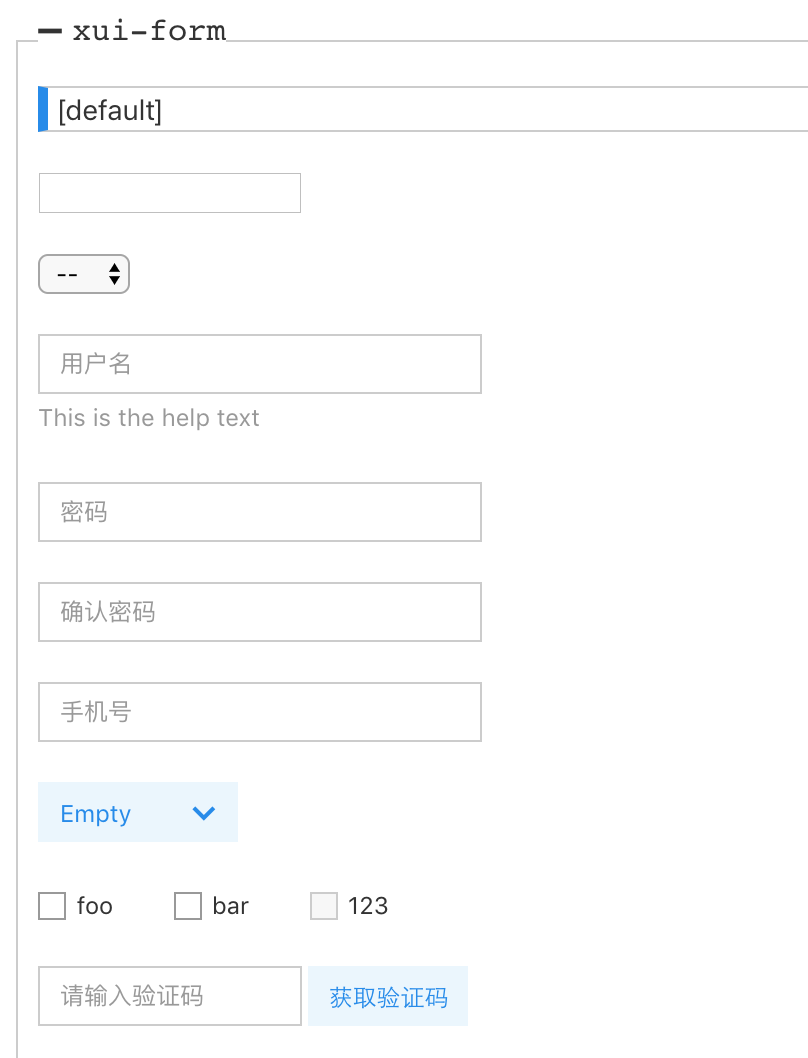 xui-form
[default]
--
用户名
This is the help text
密码
确认密码
手机号
Empty
foo bar 123
请输入验证码 获取验证码